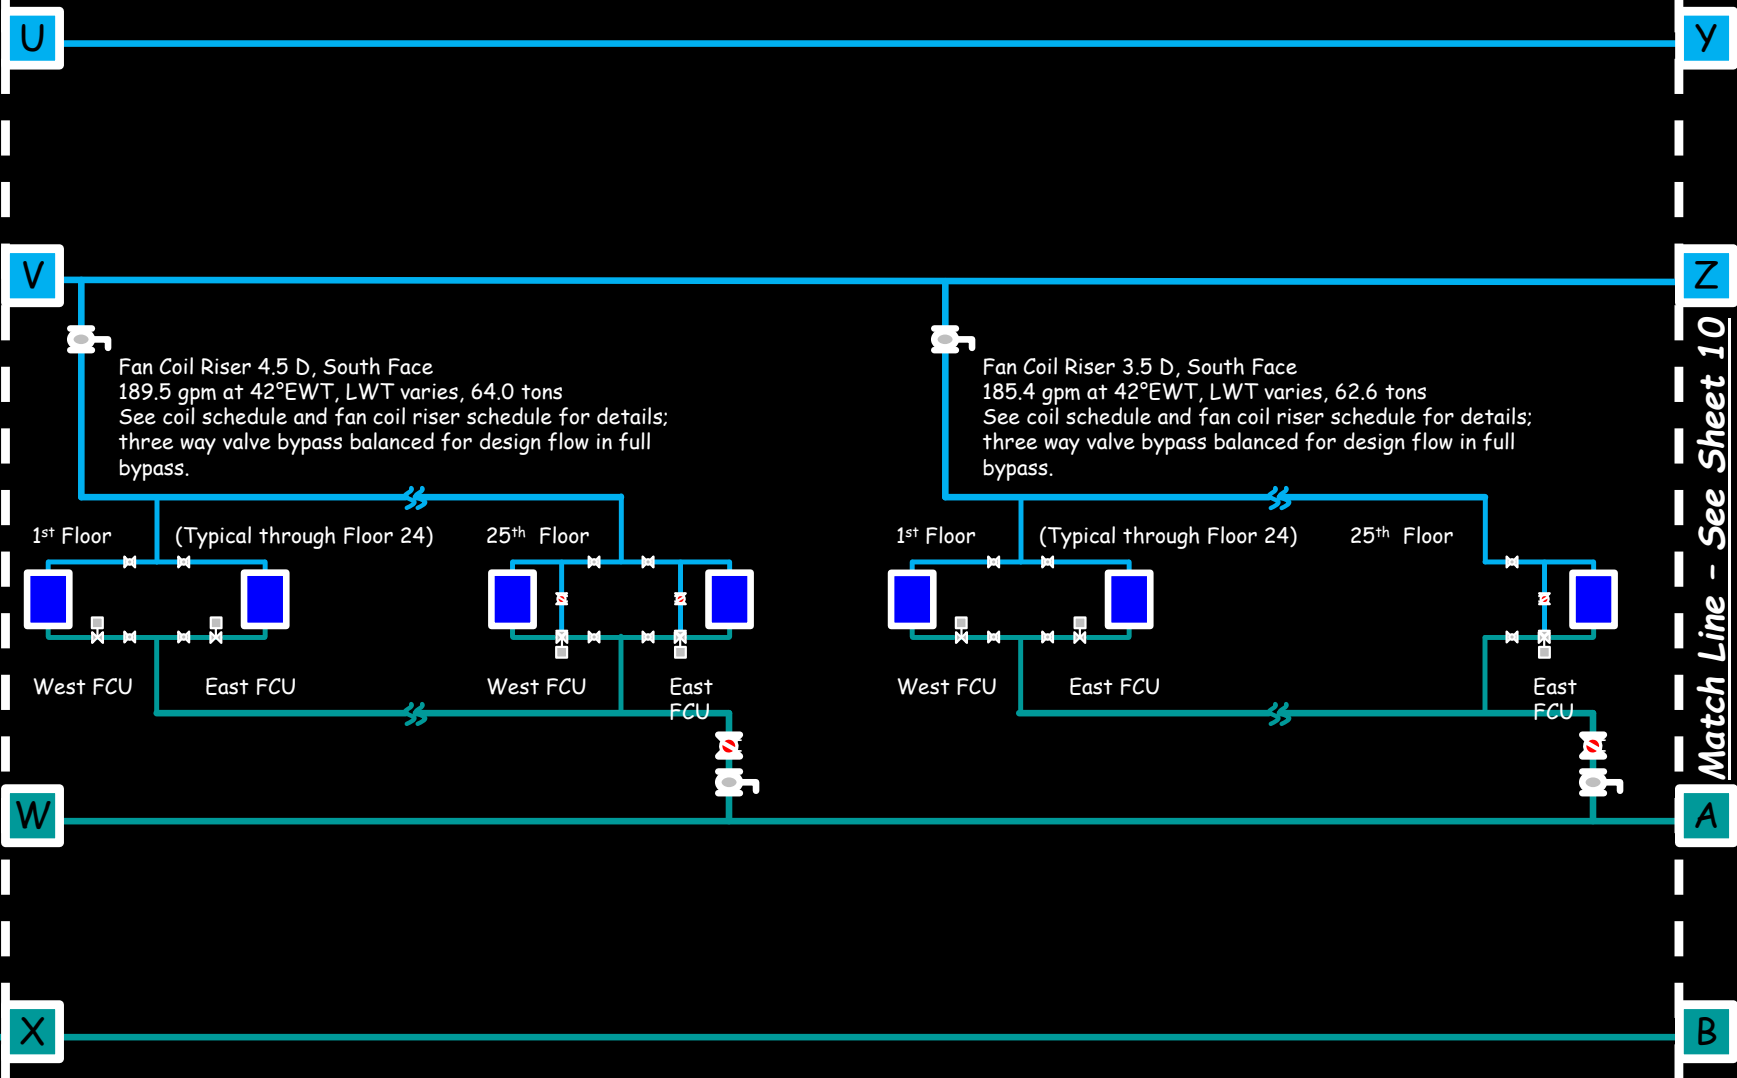 U
Y
V
Z
Fan Coil Riser 4.5 D, South Face
189.5 gpm at 42°EWT, LWT varies, 64.0 tons
See coil schedule and fan coil riser schedule for details;
three way valve bypass balanced for design flow in full
bypass.
Fan Coil Riser 3.5 D, South Face
185.4 gpm at 42°EWT, LWT varies, 62.6 tons
See coil schedule and fan coil riser schedule for details;
three way valve bypass balanced for design flow in full
bypass.
Match Line - See Sheet 10
1st Floor
(Typical through Floor 24)
25th Floor
1st Floor
(Typical through Floor 24)
25th Floor
West FCU
East FCU
West FCU
East
FCU
West FCU
East FCU
East
FCU
W
A
X
B